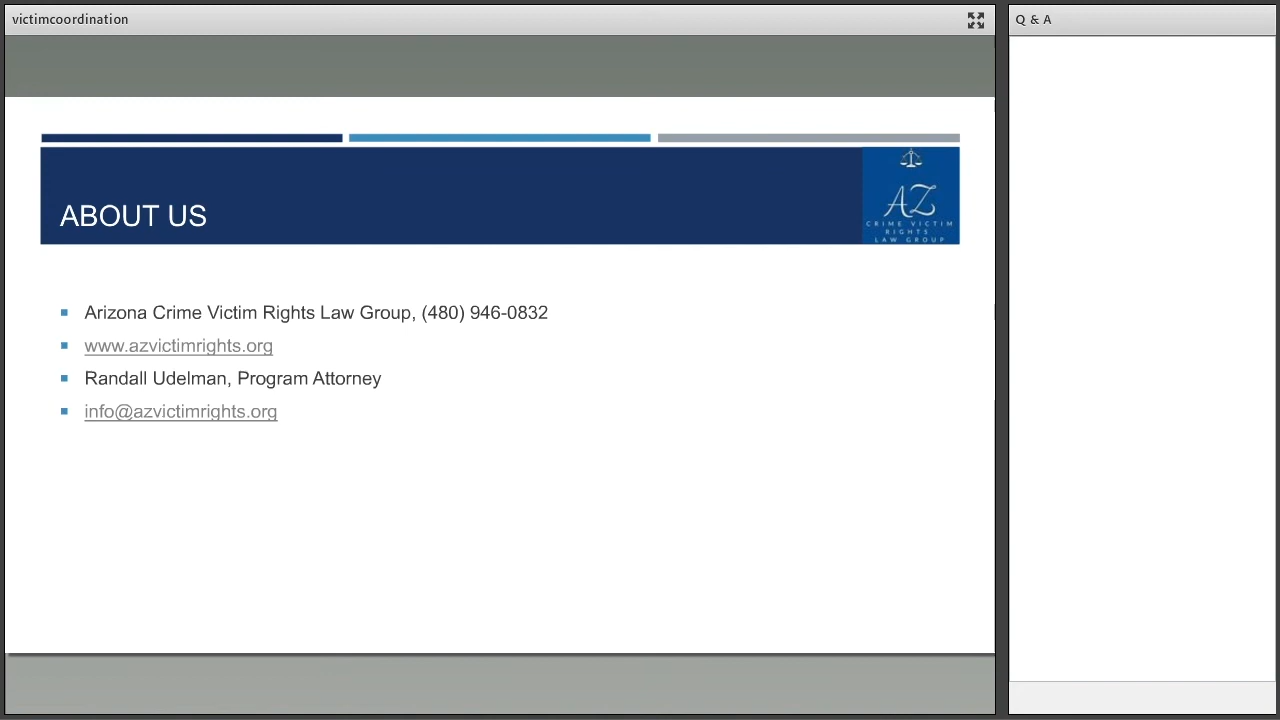 victimcoordination
Q & A
ABOUT US
AZ
CRIME VICTIM
RIGHTS
LAW GROUP
Arizona Crime Victim Rights Law Group, (480) 946-0832
www.azvictimrights.org
Randall Udelman, Program Attorney
info@azvictimrights.org